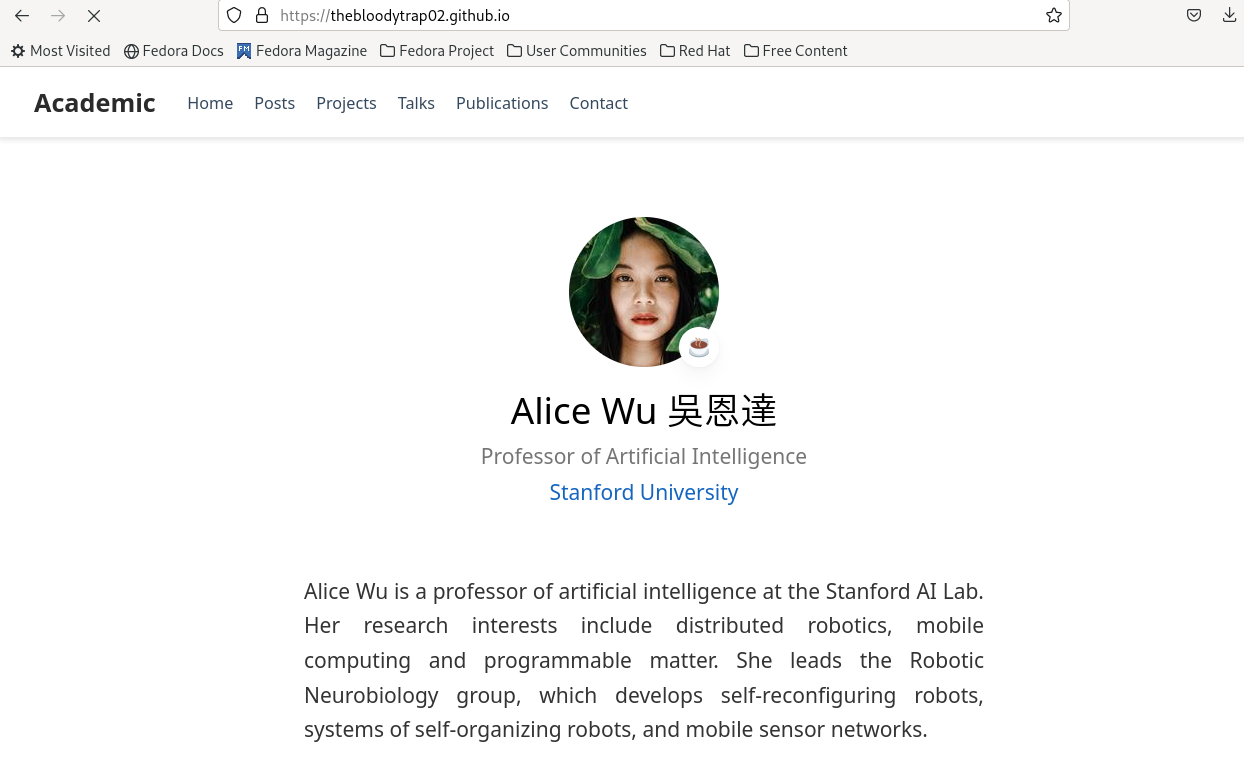 https://thebloodytrap02.github.io
Most Visited Fedora Docs Fedora Magazine Fedora Project User Communities Red Hat Free Content
Academic Home Posts Projects Talks Publications Contact
Alice Wu 吳恩達
Professor of Artificial Intelligence
Stanford University
Alice Wu is a professor of artificial intelligence at the Stanford AI Lab.
Her research interests include distributed robotics, mobile
computing and programmable matter. She leads the Robotic
Neurobiology group, which develops self-reconfiguring robots,
systems of self-organizing robots, and mobile sensor networks.